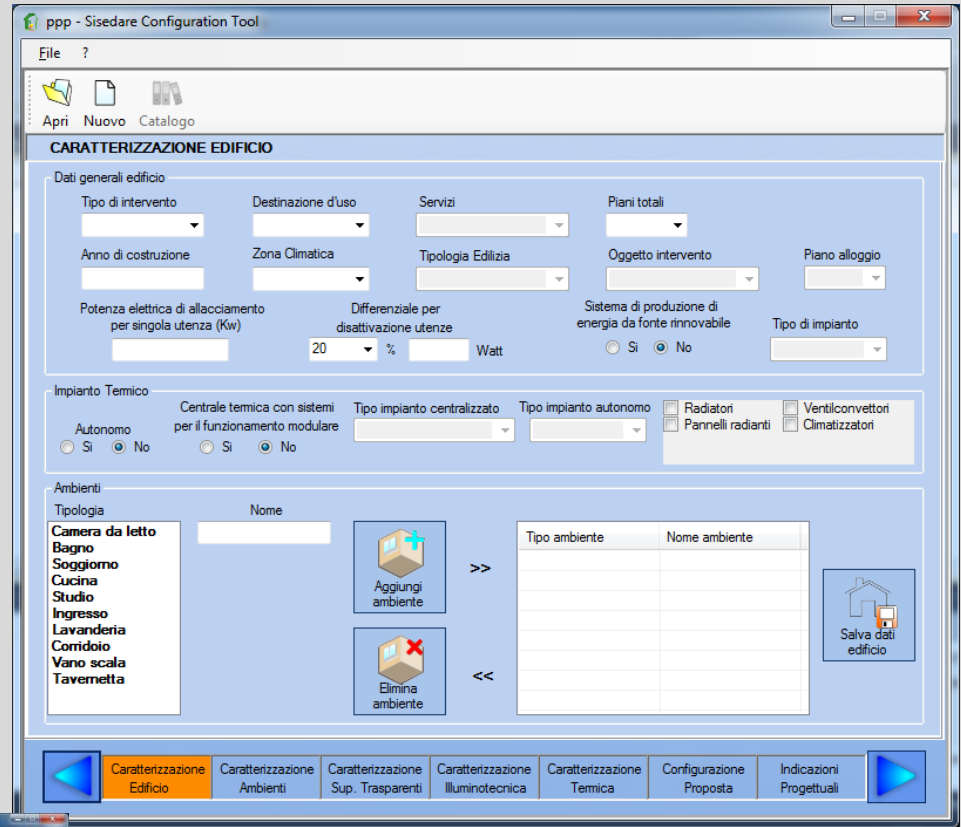 ppp - Sisedare Configuration Tool
File ?
Apri Nuovo Catalogo
CARATTERIZZAZIONE EDIFICIO
Dati generali edificio
Tipo di intervento Destinazione d'uso Servizi Piani totali
Anno di costruzione Zona Climatica Tipologia Edilizia Oggetto intervento Piano alloggio
Potenza elettrica di allacciamento
per singola utenza (Kw)
Differenziale per
disattivazione utenze
Sistema di produzione di
energia da fonte rinnovabile
Tipo di impianto
20 % Watt
Si No
Impianto Termico
Autonomo
Si No
Centrale termica con sistemi
per il funzionamento modulare
Si No
Tipo impianto centralizzato
Tipo impianto autonomo
Radiatori Ventilconvettori
Pannelli radianti Climatizzatori
Ambienti
Tipologia Nome
Camera da letto
Bagno
Soggiorno
Cucina
Studio
Ingresso
Lavanderia
Corridoio
Vano scala
Tavernetta
Aggiungi
ambiente
>>
Elimina
ambiente
<<
Tipo ambiente Nome ambiente
Salva dati
edificio
Caratterizzazione
Edificio
Caratterizzazione
Ambienti
Caratterizzazione
Sup. Trasparenti
Caratterizzazione
Illuminotecnica
Caratterizzazione
Termica
Configurazione
Proposta
Indicazioni
Progettuali